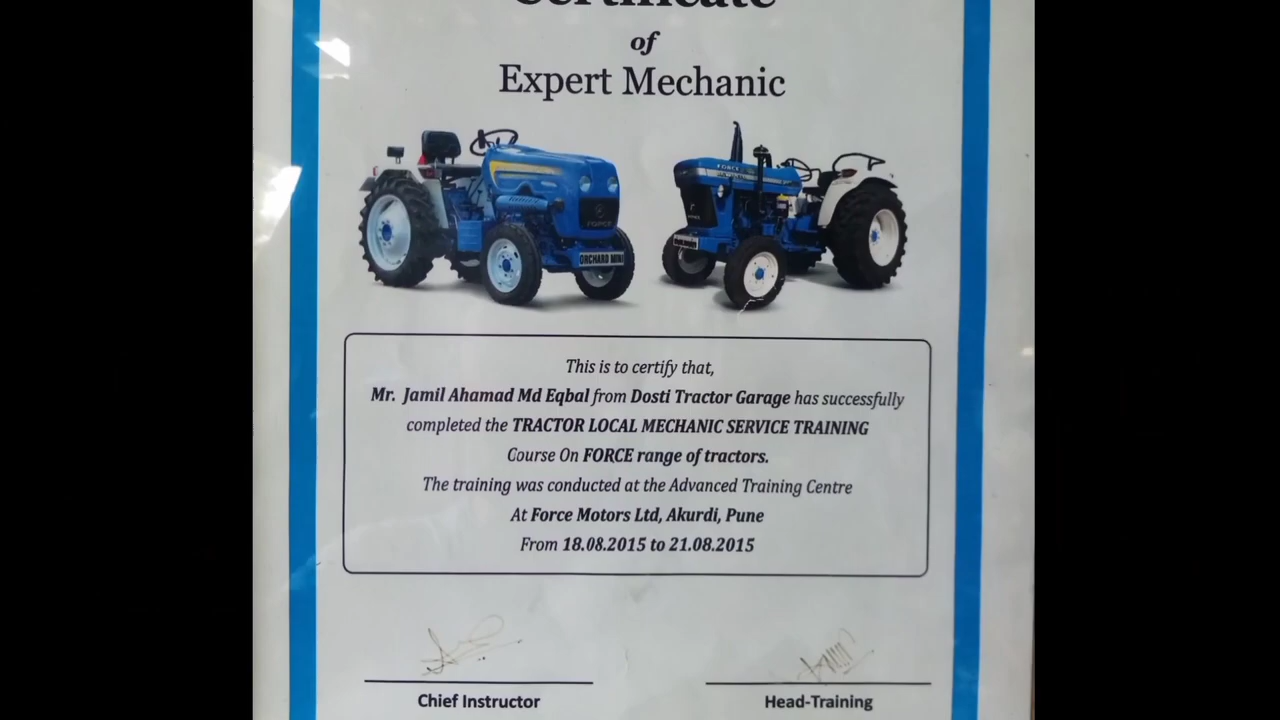 Certificate
of
Expert Mechanic
FORCE
ORCHARD MINI
FORCE
This is to certify that,
Mr. Jamil Ahamad Md Eqbal from Dosti Tractor Garage has successfully
completed the TRACTOR LOCAL MECHANIC SERVICE TRAINING
Course On FORCE range of tractors.
The training was conducted at the Advanced Training Centre
At Force Motors Ltd, Akurdi, Pune
From 18.08.2015 to 21.08.2015
Chief Instructor
Head-Training